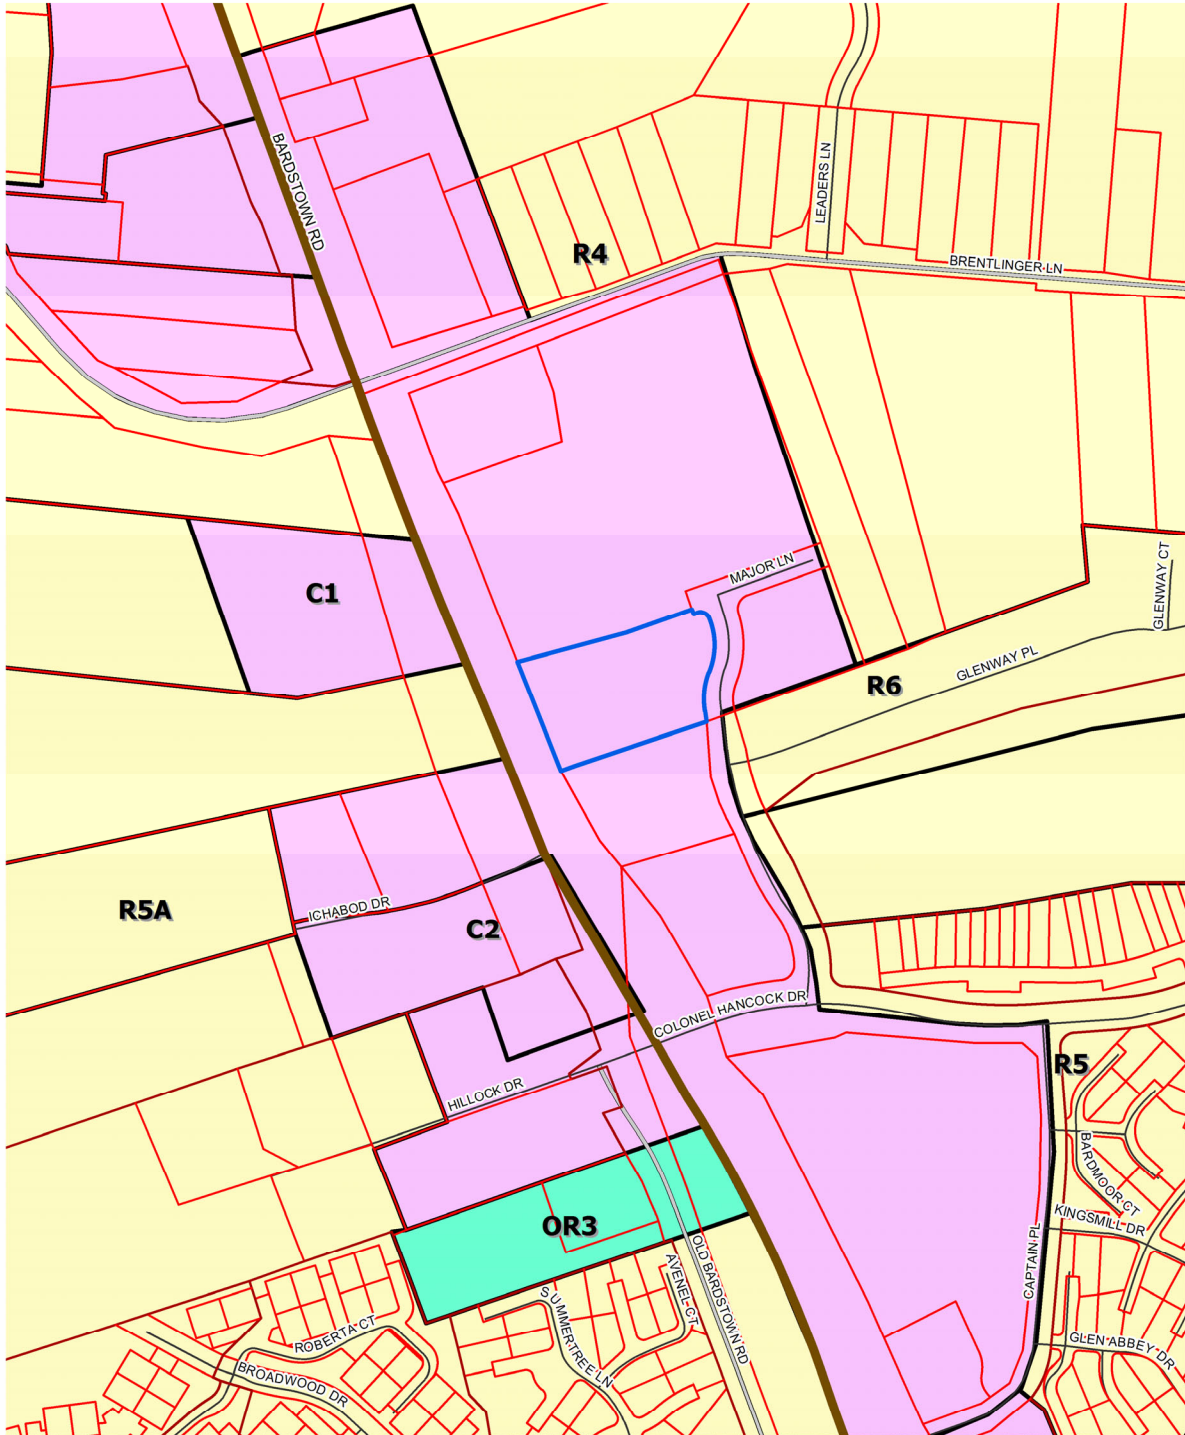 BARDSTOWN RD
LEADERS LN
R4
BRENTLINGER LN
MAJOR LN
C1
GLENWAY CT
GLENWAY PL
R6
R5A
ICHABOD DR
C2
COLONEL HANCOCK DR
R5
HILLOCK DR
BARDMOOR CT
KINGSMILL DR
OR3
CAPTAIN PL
AVENEL CT
OLD BARDSTOWN RD
SUMMERTREE LN
ROBERTA CT
GLEN ABBEY DR
BROADWOOD DR